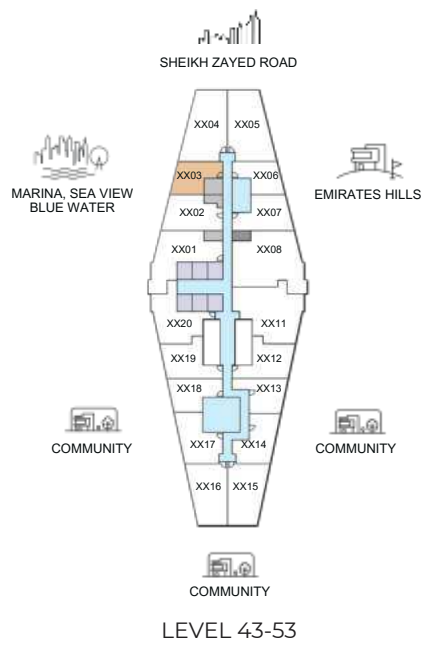 SHEIKH ZAYED ROAD
XX04 XX05
XX03 XX06
MARINA, SEA VIEW
BLUE WATER
EMIRATES HILLS
XX02 XX07
XX01 XX08
XX20 XX11
XX19 XX12
XX18 XX13
COMMUNITY
COMMUNITY
XX17 XX14
XX16 XX15
COMMUNITY
LEVEL 43-53